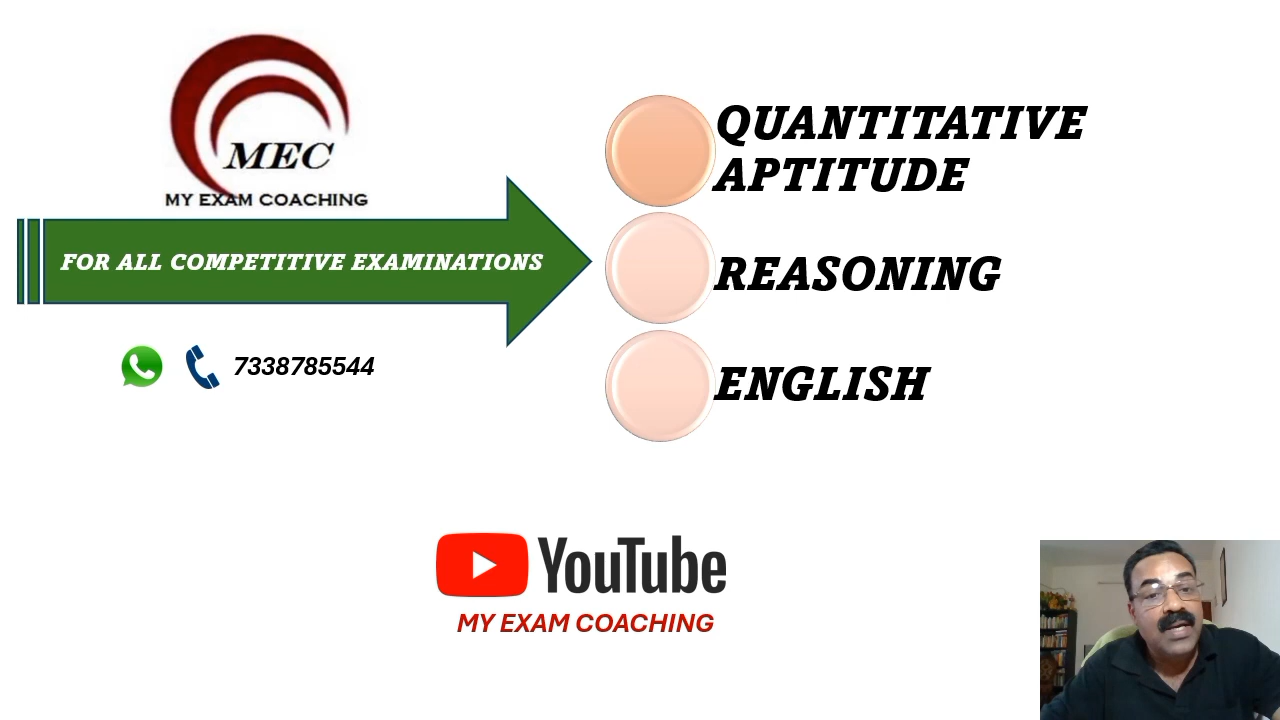 MEC
MY EXAM COACHING
FOR ALL COMPETITIVE EXAMINATIONS
7338785544
QUANTITATIVE
APTITUDE
REASONING
ENGLISH
YouTube
MY EXAM COACHING